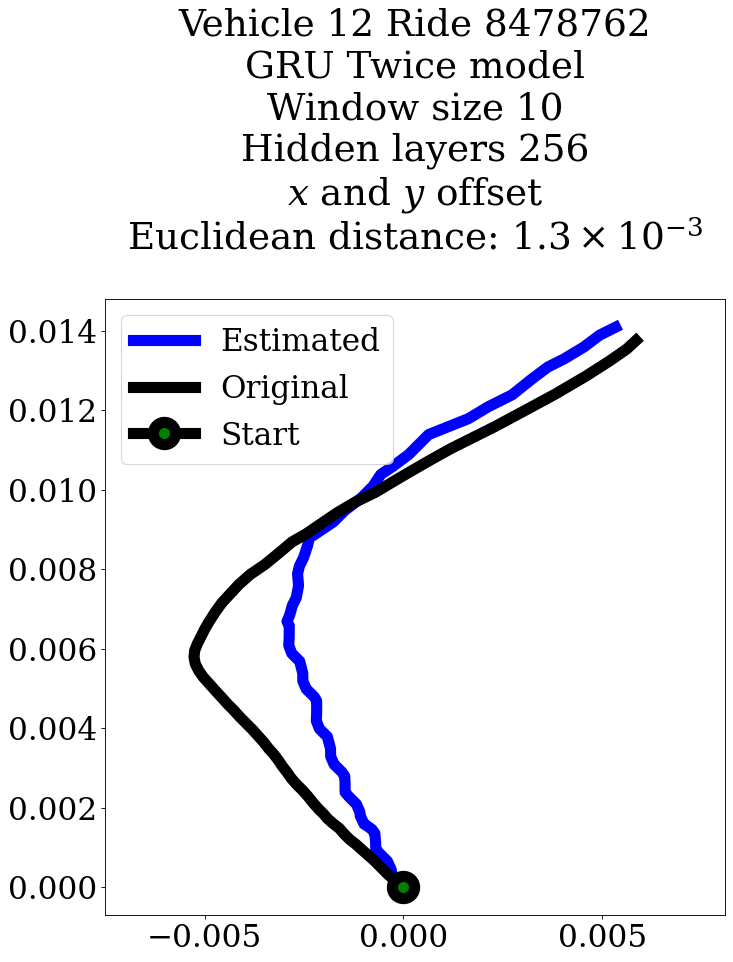 Vehicle 12 Ride 8478762
GRU Twice model
Window size 10
Hidden layers 256
x and y offset
Euclidean distance: 1.3 × 10⁻³
Estimated
Original
Start
0.014
0.012
0.010
0.008
0.006
0.004
0.002
0.000
−0.005 0.000 0.005